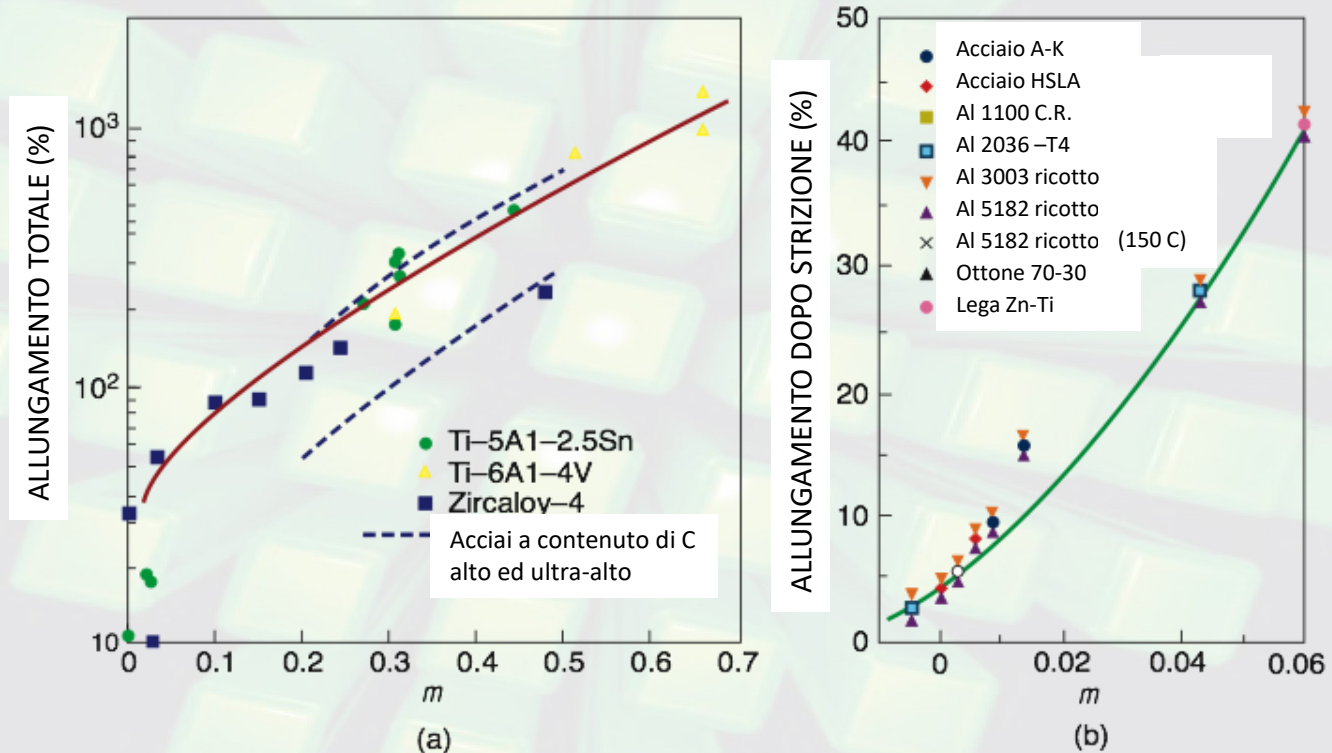 ALLUNGAMENTO TOTALE (%)
10³
10²
10
0
0.1
0.2
0.3
0.4
0.5
0.6
0.7
m
(a)
Ti–5A1–2.5Sn
Ti–6A1–4V
Zircaloy–4
Acciai a contenuto di C
alto ed ultra-alto
ALLUNGAMENTO DOPO STRIZIONE (%)
50
40
30
20
10
0
0
0.02
0.04
0.06
m
(b)
Acciaio A-K
Acciaio HSLA
Al 1100 C.R.
Al 2036 –T4
Al 3003 ricotto
Al 5182 ricotto
Al 5182 ricotto (150 C)
Ottone 70-30
Lega Zn-Ti